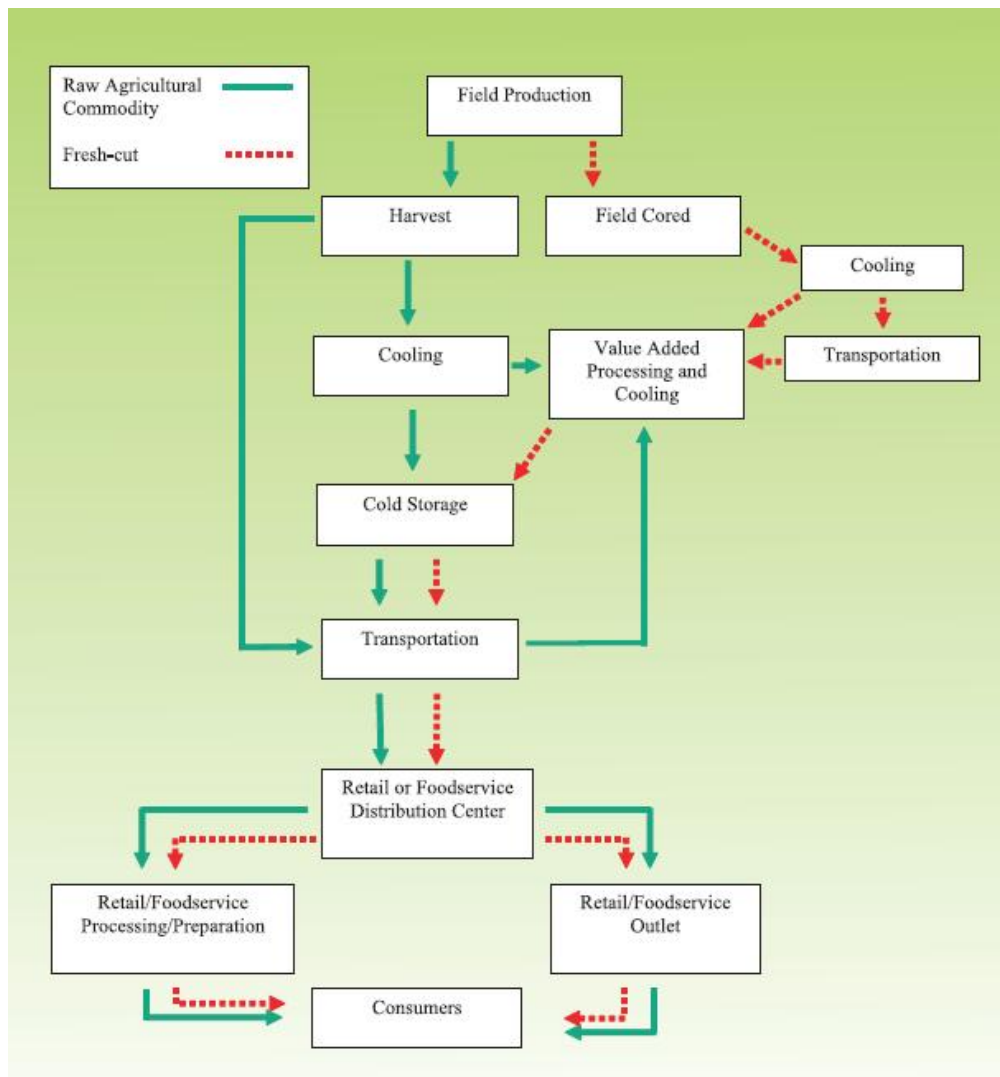 Raw Agricultural
Commodity
Fresh-cut
Field Production
Harvest
Field Cored
Cooling
Cooling
Value Added
Processing and
Cooling
Transportation
Cold Storage
Transportation
Retail or Foodservice
Distribution Center
Retail/Foodservice
Processing/Preparation
Retail/Foodservice
Outlet
Consumers